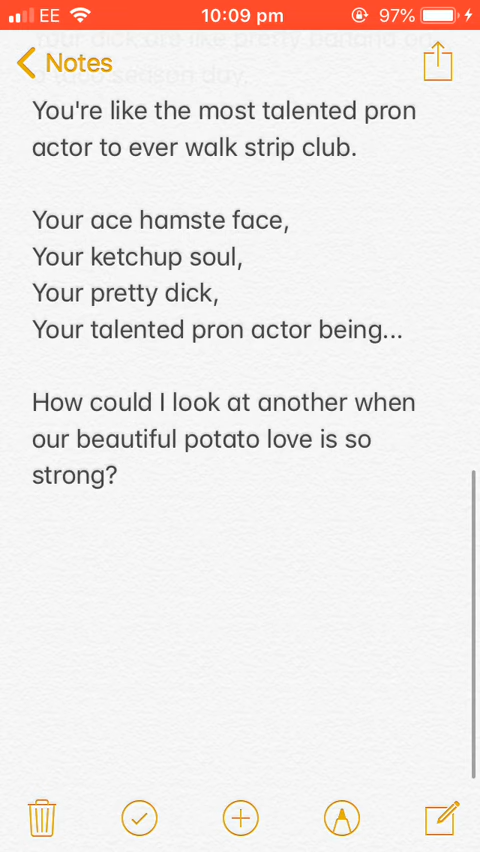 EE 10:09 pm 97%
Notes
You're like the most talented pron
actor to ever walk strip club.
Your ace hamste face,
Your ketchup soul,
Your pretty dick,
Your talented pron actor being...
How could I look at another when
our beautiful potato love is so
strong?